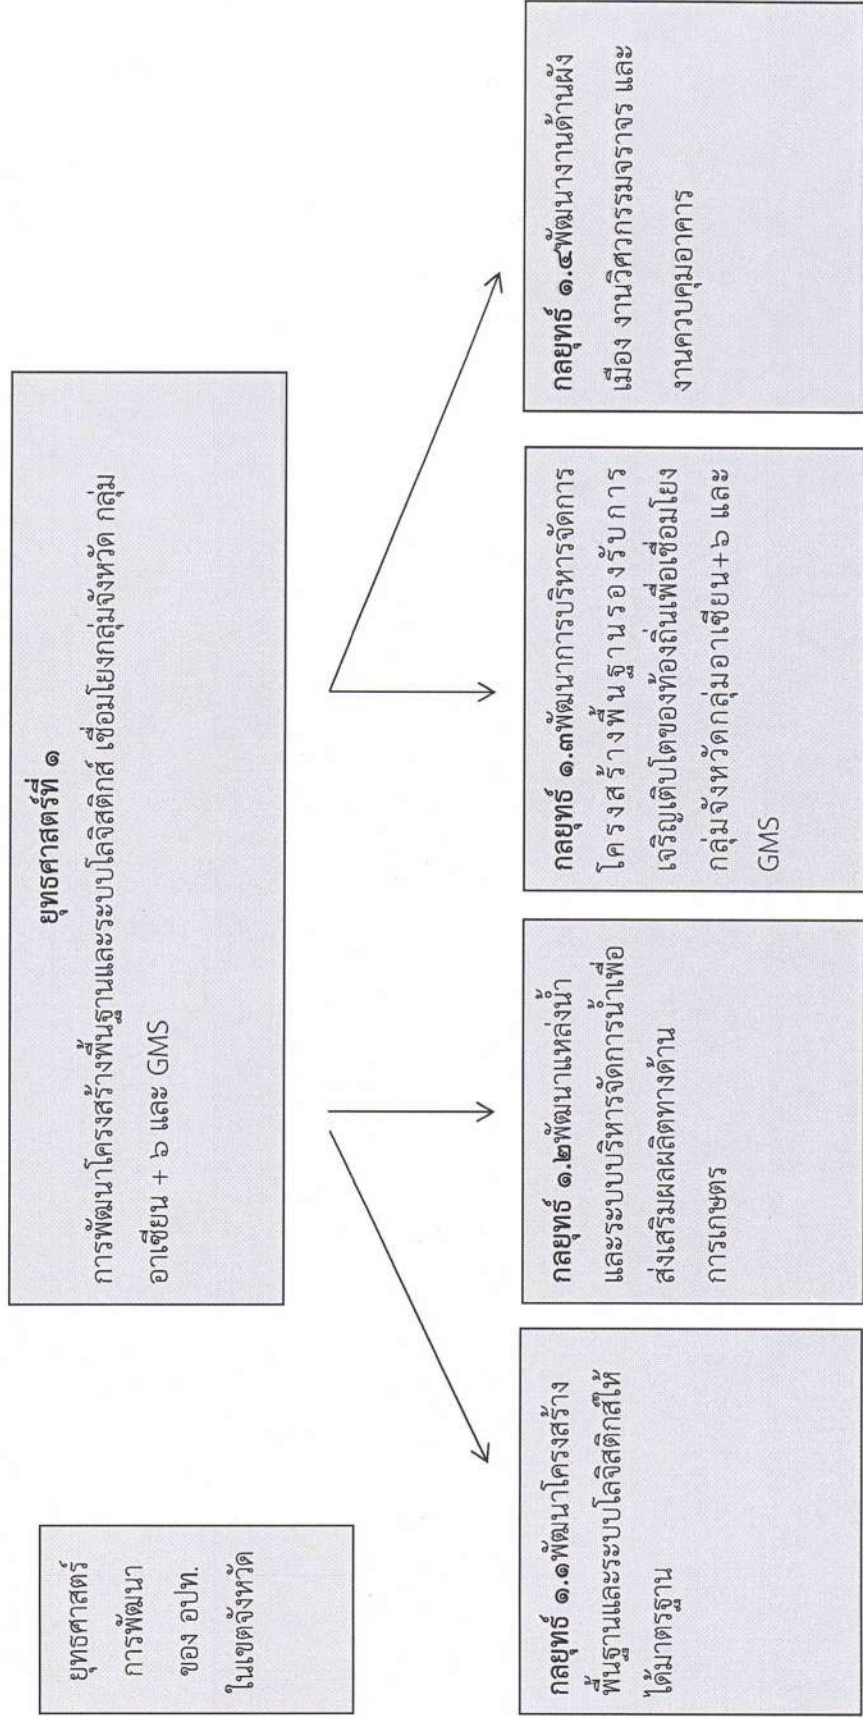 ยุทธศาสตร์
การพัฒนา
ของ อปท.
ในเขตจังหวัด
ยุทธศาสตร์ที่ ๑
การพัฒนาโครงสร้างพื้นฐานและระบบโลจิสติกส์ เชื่อมโยงกลุ่มจังหวัด กลุ่ม
อาเซียน + ๖ และ GMS
กลยุทธ์ ๑.๑พัฒนาโครงสร้าง
พื้นฐานและระบบโลจิสติกส์ให้
ได้มาตรฐาน
กลยุทธ์ ๑.๒พัฒนาแหล่งน้ำ
และระบบบริหารจัดการน้ำเพื่อ
ส่งเสริมผลผลิตทางด้าน
การเกษตร
กลยุทธ์ ๑.๓พัฒนาการบริหารจัดการ
โครงสร้างพื้นฐานรองรับการ
เจริญเติบโตของท้องถิ่นเพื่อเชื่อมโยง
กลุ่มจังหวัดกลุ่มอาเซียน+๖ และ
GMS
กลยุทธ์ ๑.๔พัฒนางานด้านผัง
เมือง งานวิศวกรรมจราจร และ
งานควบคุมอาคาร